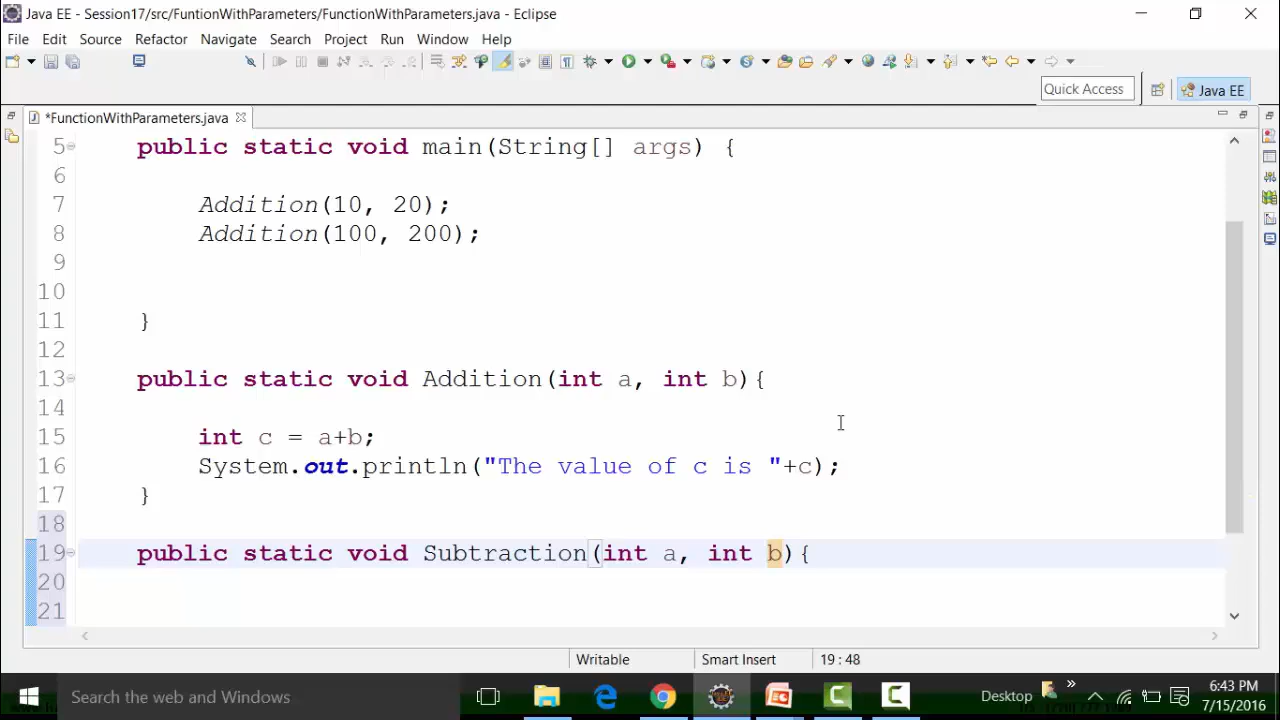 Java EE - Session17/src/FuntionWithParameters/FunctionWithParameters.java - Eclipse
File Edit Source Refactor Navigate Search Project Run Window Help
Quick Access Java EE
*FunctionWithParameters.java
5 public static void main(String[] args) {
6
7 Addition(10, 20);
8 Addition(100, 200);
9
10
11 }
12
13 public static void Addition(int a, int b){
14
15 int c = a+b;
16 System.out.println("The value of c is "+c);
17 }
18
19 public static void Subtraction(int a, int b){
20
21
Writable Smart Insert 19 : 48
Search the web and Windows Desktop 6:43 PM
7/15/2016